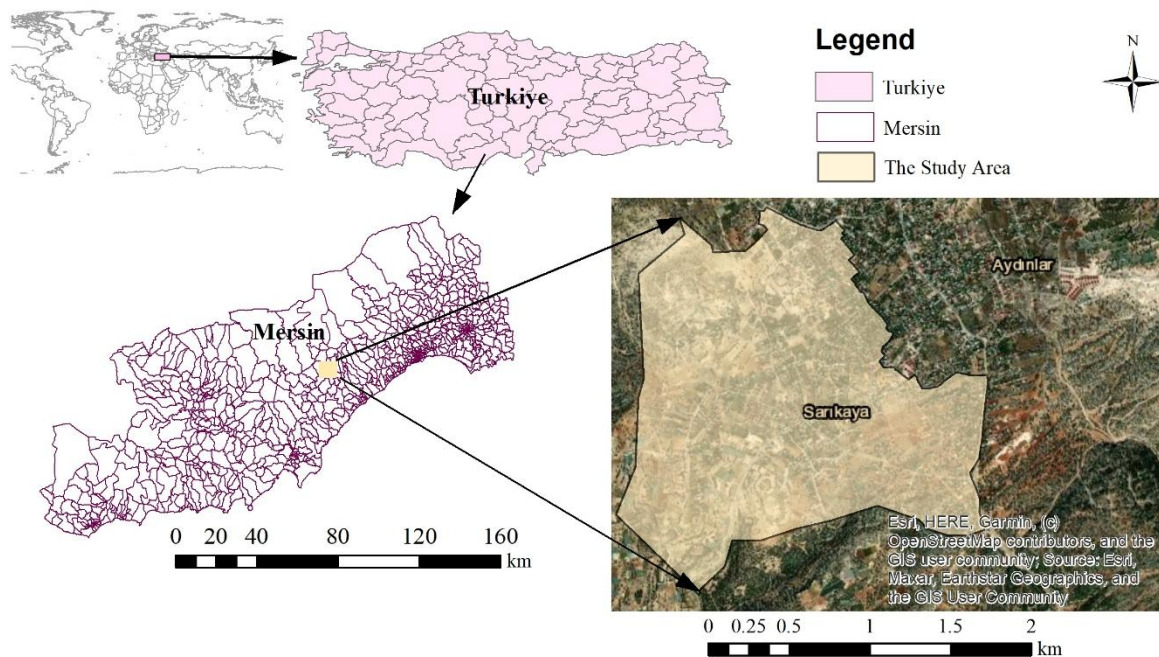 Legend
N
Turkiye
Turkiye
Mersin
The Study Area
Mersin
Aydınlar
Sarıkaya
Esri, HERE, Garmin, (c)
OpenStreetMap contributors, and the
GIS user community; Source: Esri,
Maxar, Earthstar Geographics, and
the GIS User Community
0 20 40 80 120 160
km
0 0.25 0.5 1 2
km